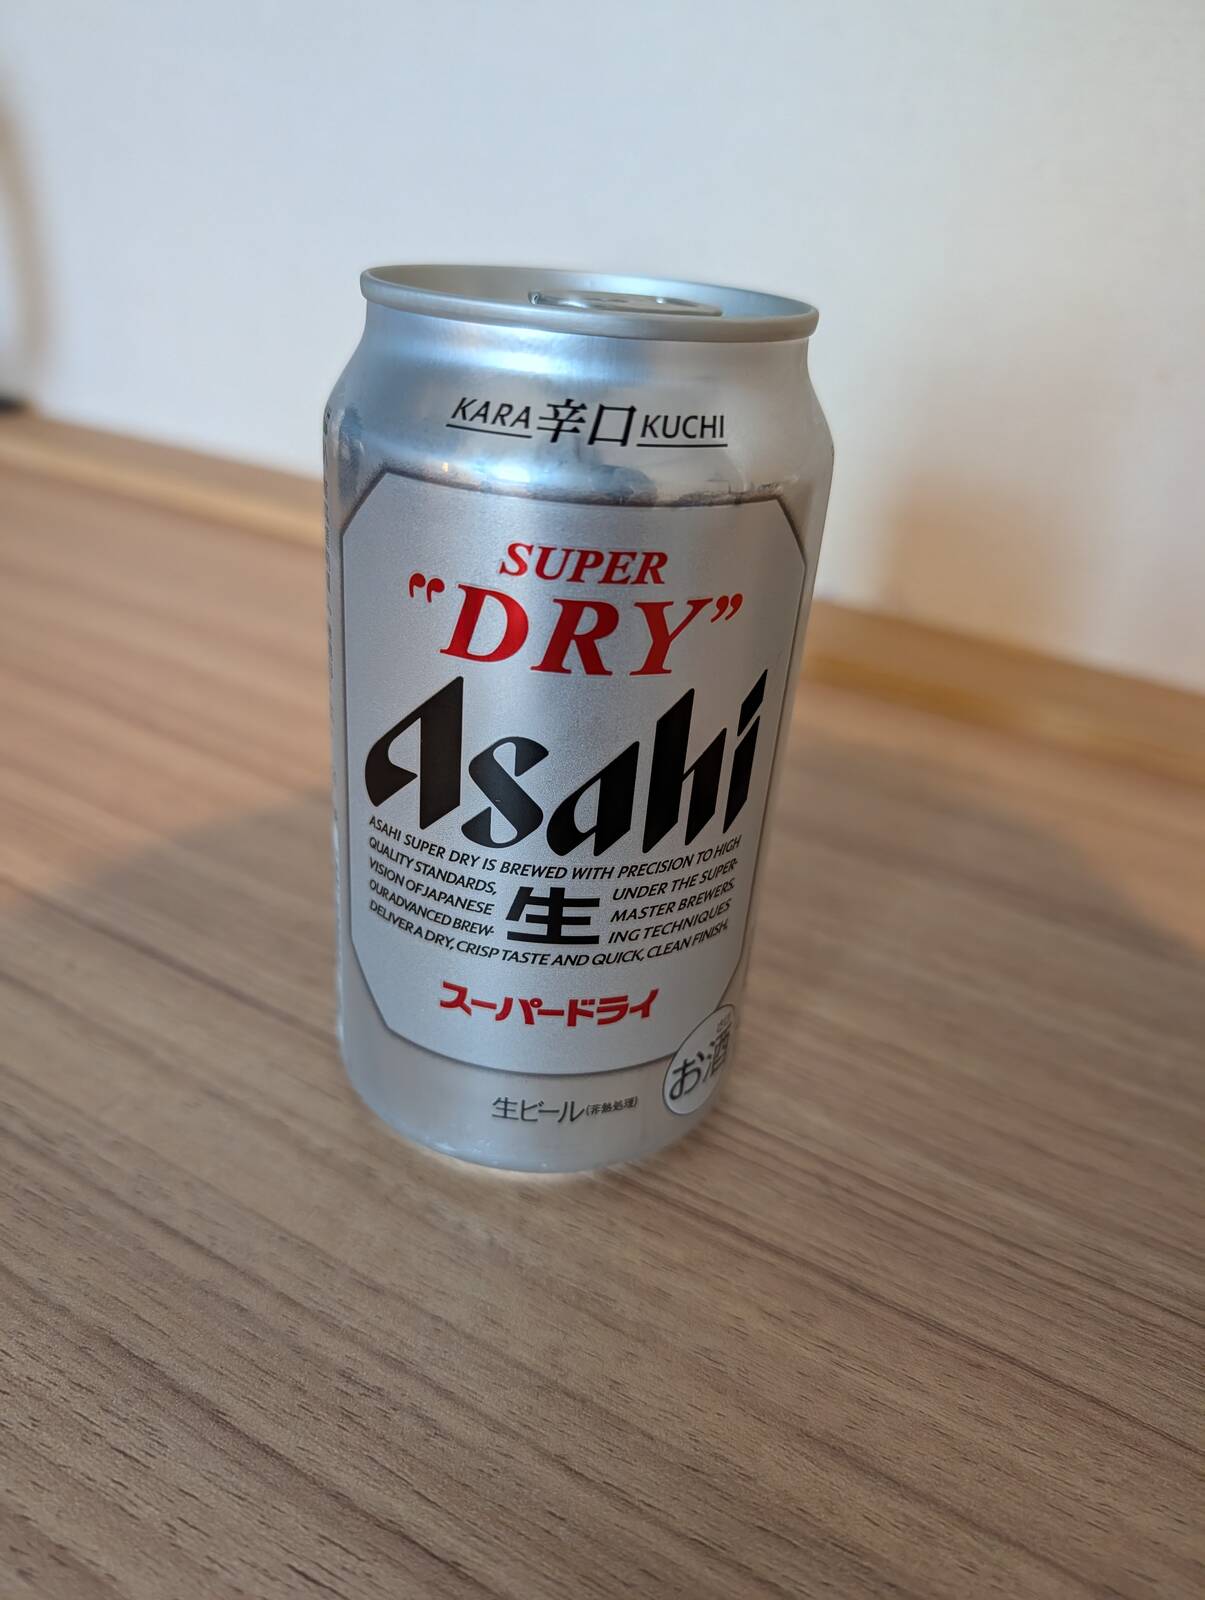 KARA 辛口 KUCHI
SUPER
"DRY"
Asahi
ASAHI SUPER DRY IS BREWED WITH PRECISION TO HIGH
QUALITY STANDARDS, UNDER THE SUPER-
VISION OF JAPANESE MASTER BREWERS.
OUR ADVANCED BREW- ING TECHNIQUES
DELIVER A DRY, CRISP TASTE AND QUICK, CLEAN FINISH.
生
スーパードライ
お酒
生ビール(非熱処理)